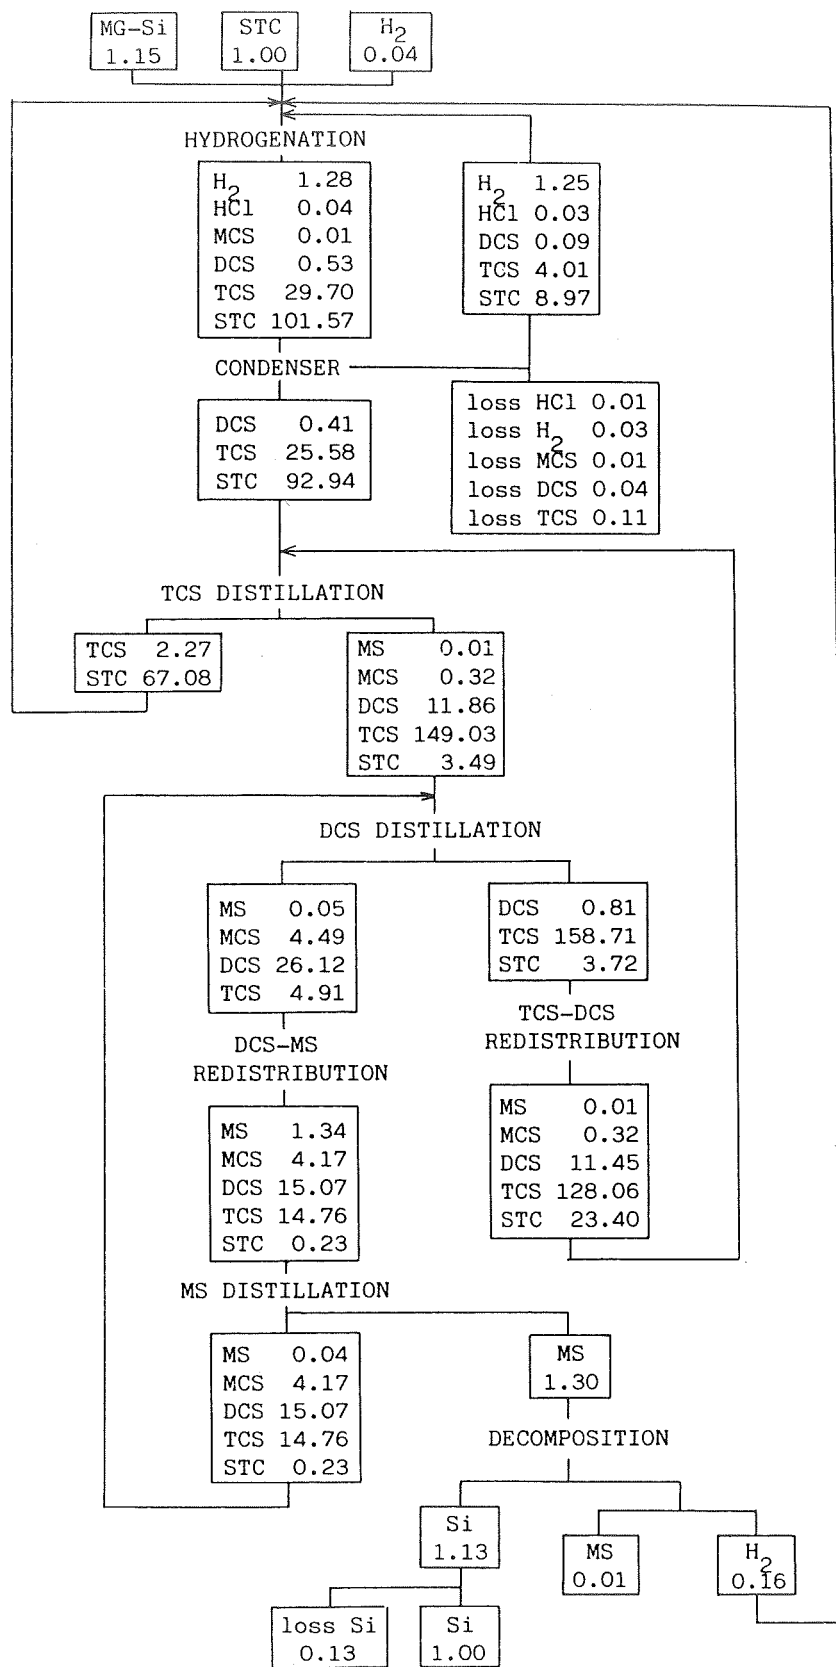 MG-Si
1.15
STC
1.00
H2
0.04
HYDROGENATION
H2 1.28
HCl 0.04
MCS 0.01
DCS 0.53
TCS 29.70
STC 101.57
H2 1.25
HCl 0.03
DCS 0.09
TCS 4.01
STC 8.97
CONDENSER
DCS 0.41
TCS 25.58
STC 92.94
loss HCl 0.01
loss H2 0.03
loss MCS 0.01
loss DCS 0.04
loss TCS 0.11
TCS DISTILLATION
TCS 2.27
STC 67.08
MS 0.01
MCS 0.32
DCS 11.86
TCS 149.03
STC 3.49
DCS DISTILLATION
MS 0.05
MCS 4.49
DCS 26.12
TCS 4.91
DCS 0.81
TCS 158.71
STC 3.72
DCS-MS
REDISTRIBUTION
TCS-DCS
REDISTRIBUTION
MS 1.34
MCS 4.17
DCS 15.07
TCS 14.76
STC 0.23
MS 0.01
MCS 0.32
DCS 11.45
TCS 128.06
STC 23.40
MS DISTILLATION
MS 0.04
MCS 4.17
DCS 15.07
TCS 14.76
STC 0.23
MS
1.30
DECOMPOSITION
Si
1.13
MS
0.01
H2
0.16
loss Si
0.13
Si
1.00